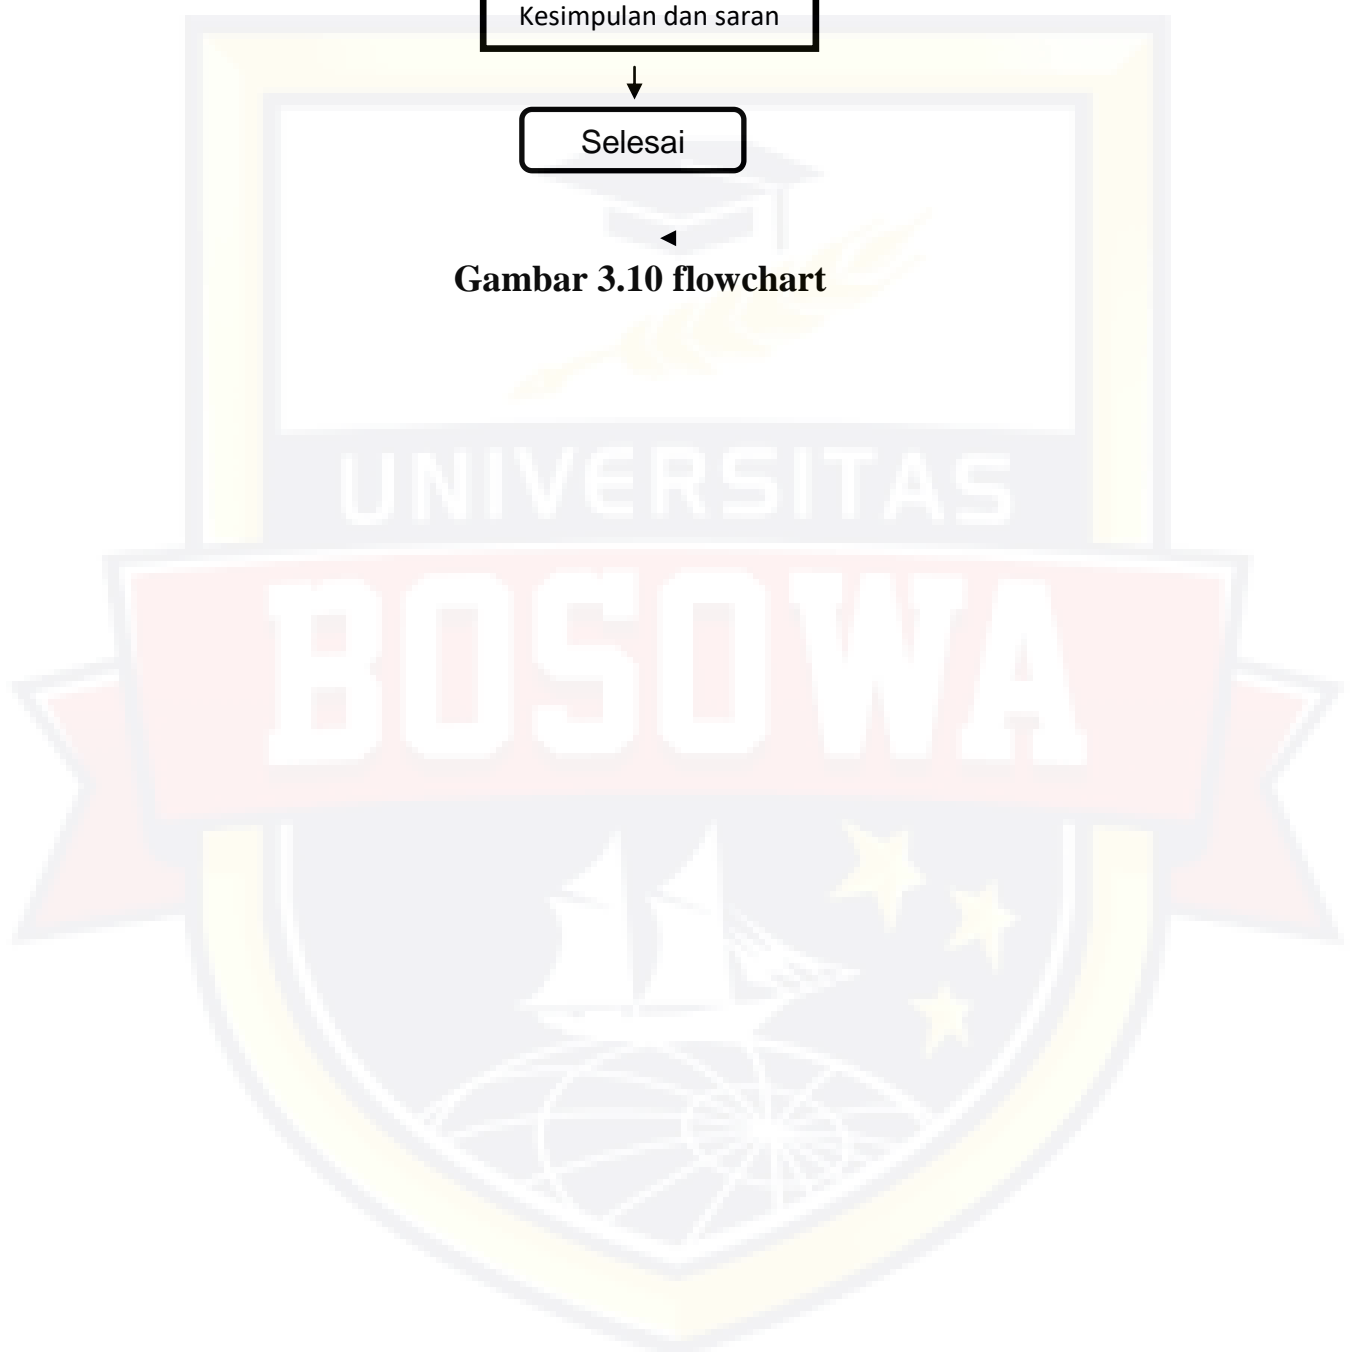 Kesimpulan dan saran
Selesai
Gambar 3.10 flowchart
UNIVERSITAS
BOSOWA